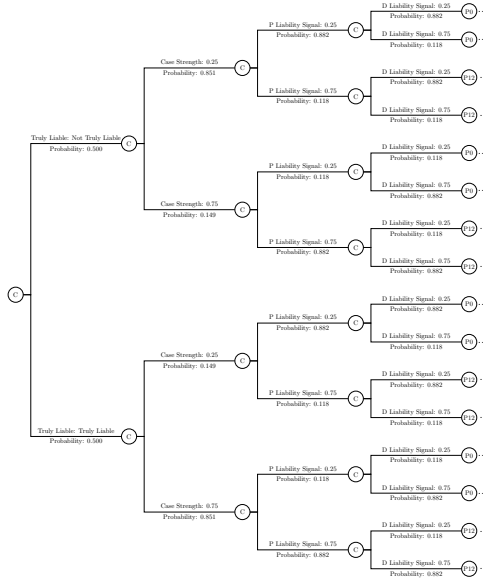 C
Truly Liable: Not Truly Liable
Probability: 0.500
C
Case Strength: 0.25
Probability: 0.851
C
P Liability Signal: 0.25
Probability: 0.882
C
D Liability Signal: 0.25
Probability: 0.882
P0
D Liability Signal: 0.75
Probability: 0.118
P0
P Liability Signal: 0.75
Probability: 0.118
C
D Liability Signal: 0.25
Probability: 0.882
P12
D Liability Signal: 0.75
Probability: 0.118
P12
Case Strength: 0.75
Probability: 0.149
C
P Liability Signal: 0.25
Probability: 0.118
C
D Liability Signal: 0.25
Probability: 0.118
P0
D Liability Signal: 0.75
Probability: 0.882
P0
P Liability Signal: 0.75
Probability: 0.882
C
D Liability Signal: 0.25
Probability: 0.118
P12
D Liability Signal: 0.75
Probability: 0.882
P12
Truly Liable: Truly Liable
Probability: 0.500
C
Case Strength: 0.25
Probability: 0.149
C
P Liability Signal: 0.25
Probability: 0.882
C
D Liability Signal: 0.25
Probability: 0.882
P0
D Liability Signal: 0.75
Probability: 0.118
P0
P Liability Signal: 0.75
Probability: 0.118
C
D Liability Signal: 0.25
Probability: 0.882
P12
D Liability Signal: 0.75
Probability: 0.118
P12
Case Strength: 0.75
Probability: 0.851
C
P Liability Signal: 0.25
Probability: 0.118
C
D Liability Signal: 0.25
Probability: 0.118
P0
D Liability Signal: 0.75
Probability: 0.882
P0
P Liability Signal: 0.75
Probability: 0.882
C
D Liability Signal: 0.25
Probability: 0.118
P12
D Liability Signal: 0.75
Probability: 0.882
P12